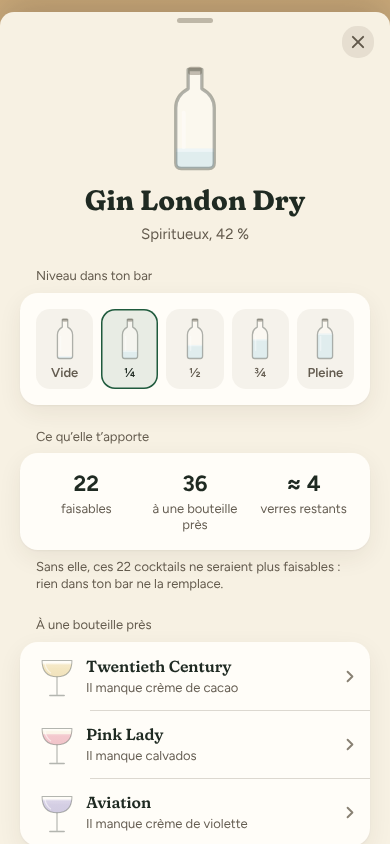 Gin London Dry
Spiritueux, 42 %
Niveau dans ton bar
Vide
¼
½
¾
Pleine
Ce qu’elle t’apporte
22
36
≈ 4
faisables
à une bouteille
près
verres restants
Sans elle, ces 22 cocktails ne seraient plus faisables :
rien dans ton bar ne la remplace.
À une bouteille près
Twentieth Century
Il manque crème de cacao
Pink Lady
Il manque calvados
Aviation
Il manque crème de violette